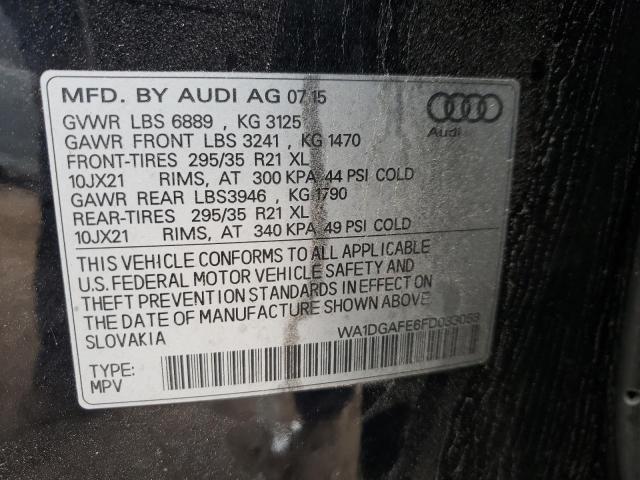 MFD. BY AUDI AG 07 15
GVWR LBS 6889 , KG 3125
GAWR FRONT LBS 3241 , KG 1470
FRONT-TIRES 295/35 R21 XL
10JX21 RIMS, AT 300 KPA, 44 PSI COLD
GAWR REAR LBS3946 , KG 1790
REAR-TIRES 295/35 R21 XL
10JX21 RIMS, AT 340 KPA, 49 PSI COLD
Audi
THIS VEHICLE CONFORMS TO ALL APPLICABLE
U.S. FEDERAL MOTOR VEHICLE SAFETY AND
THEFT PREVENTION STANDARDS IN EFFECT ON
THE DATE OF MANUFACTURE SHOWN ABOVE.
SLOVAKIA
WA1DGAFE6FD033053
TYPE:
MPV